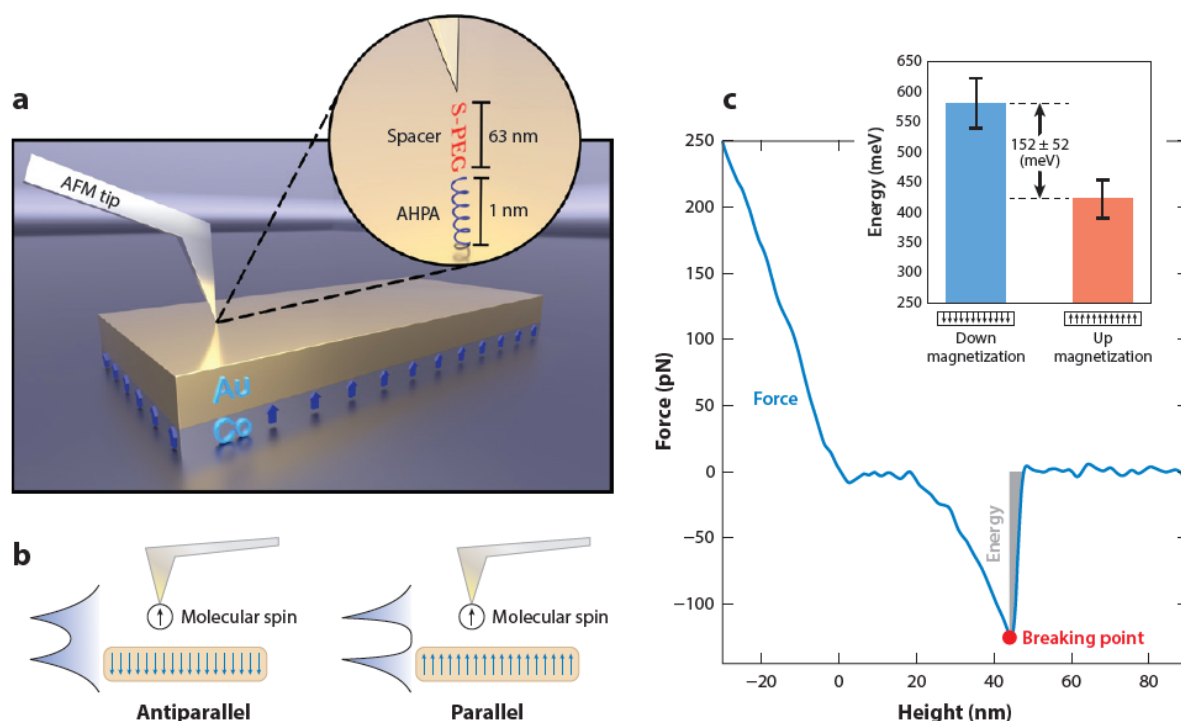 a
AFM tip
Spacer
S-PEG
63 nm
AHPA
1 nm
Au
Co
b
Molecular spin
Molecular spin
Antiparallel
Parallel
c
Force (pN)
250
200
150
100
50
0
−50
−100
−20
0
20
40
60
80
Height (nm)
Force
Energy
Breaking point
Energy (meV)
650
600
550
500
450
400
350
300
250
152 ± 52
(meV)
Down
magnetization
Up
magnetization